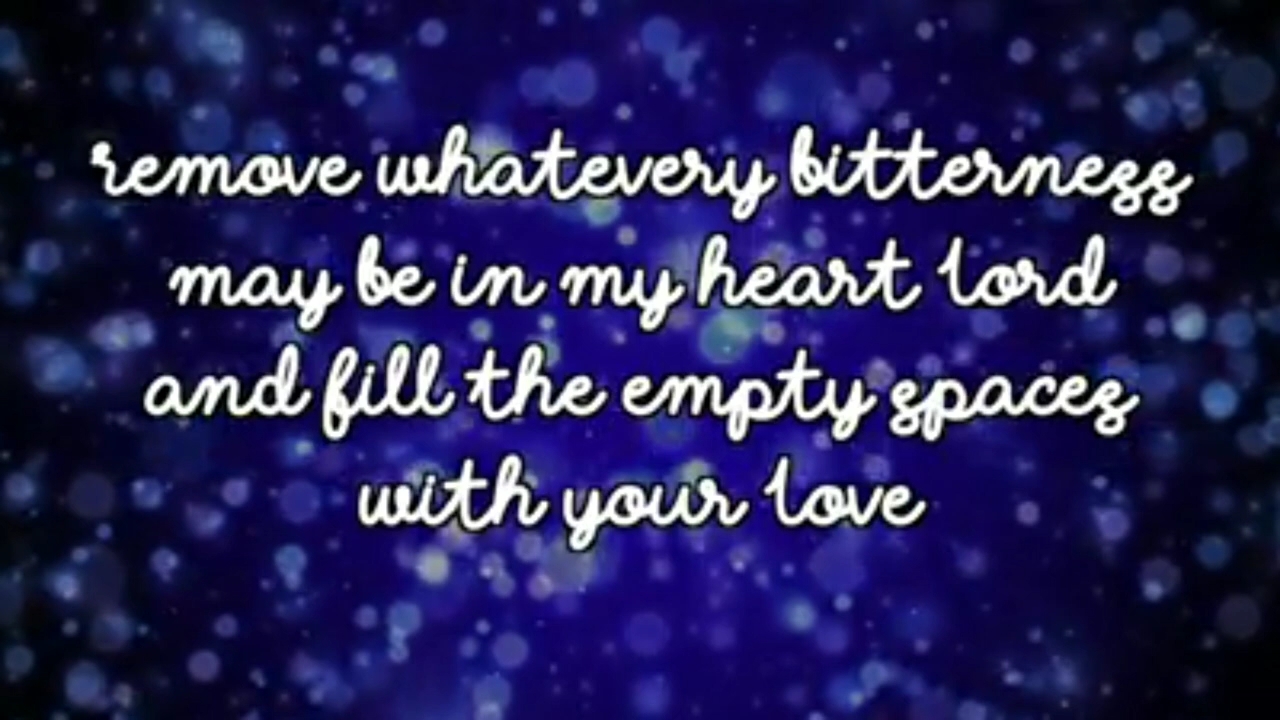 remove whatevery bitterness
may be in my heart lord
and fill the empty spaces
with your love